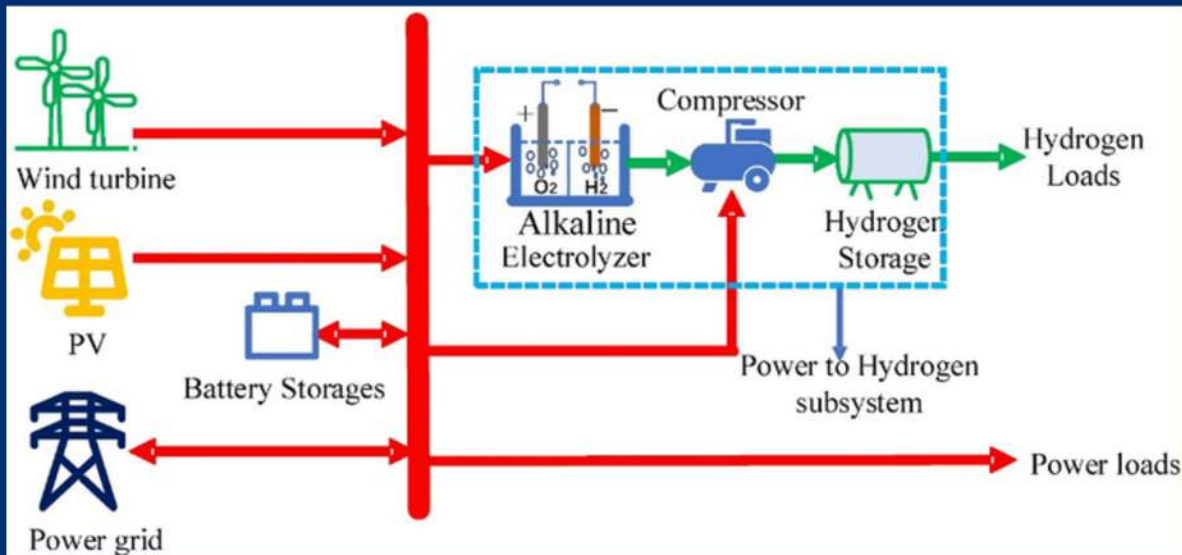 Wind turbine
PV
Battery Storages
Power grid
+
−
O2
H2
Alkaline
Electrolyzer
Compressor
Hydrogen
Storage
Hydrogen
Loads
Power to Hydrogen
subsystem
Power loads